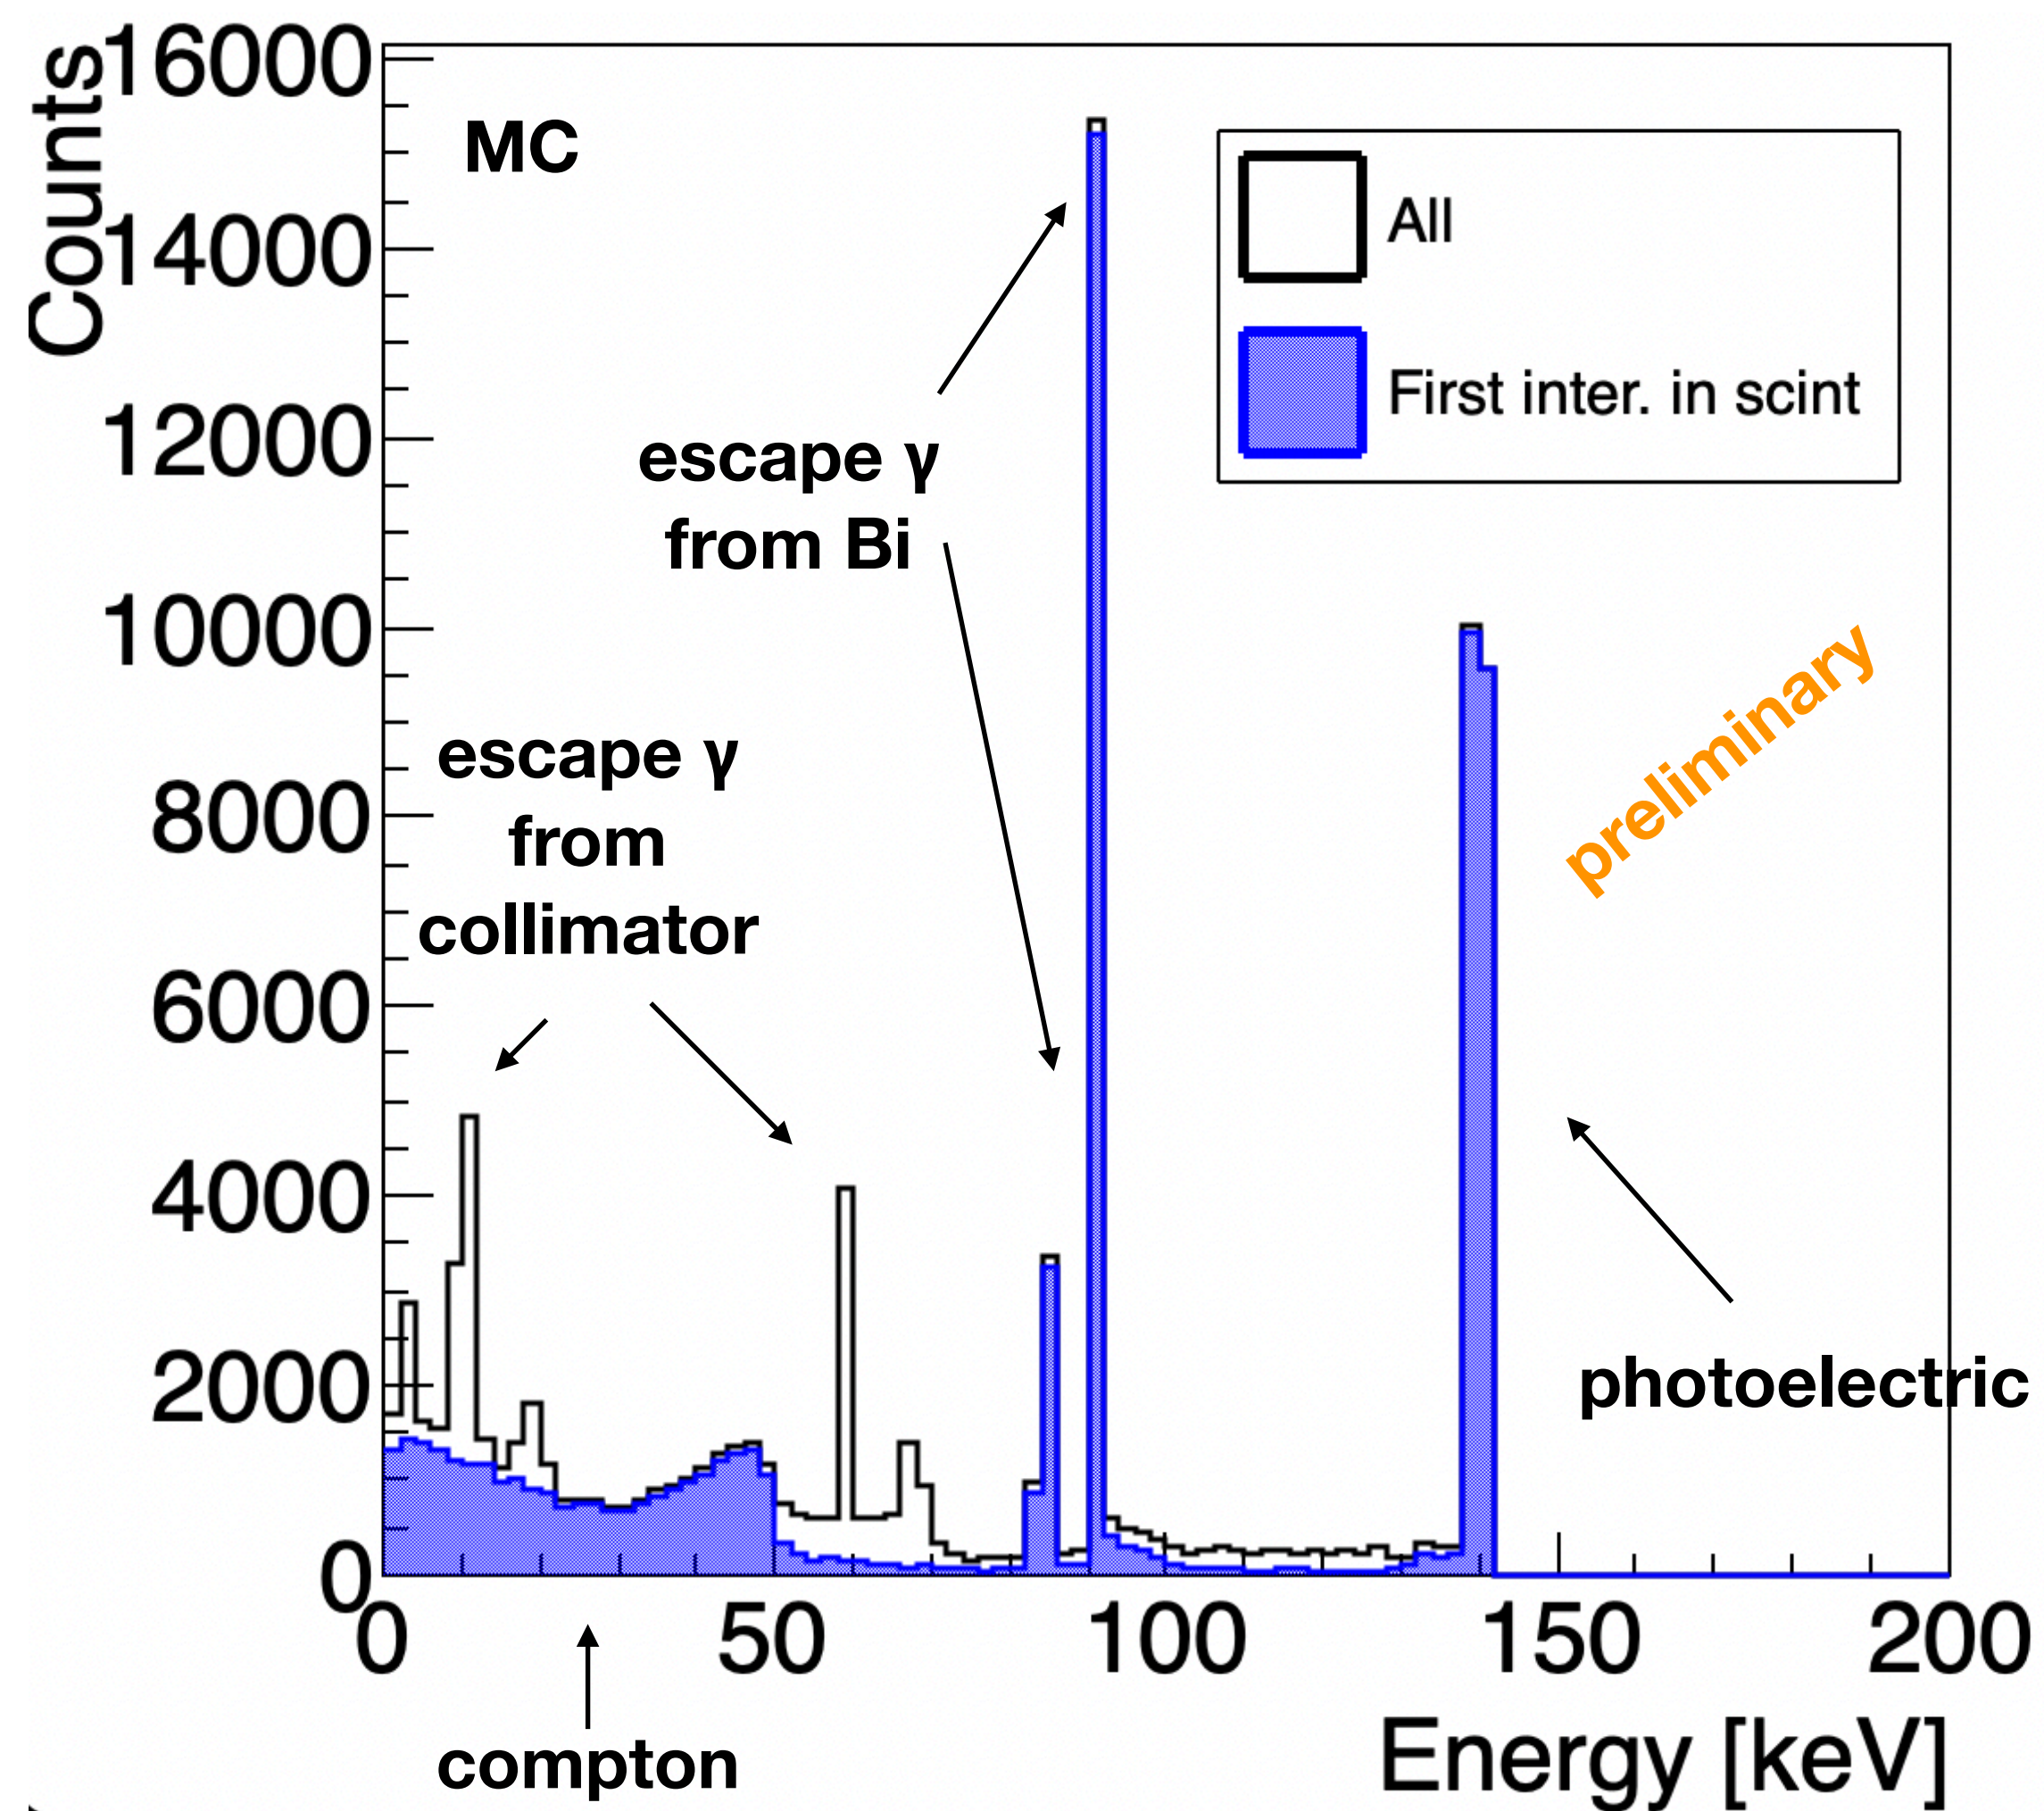 Counts
16000
14000
12000
10000
8000
6000
4000
2000
0
MC
All
First inter. in scint
escape γ
from Bi
escape γ
from
collimator
preliminary
photoelectric
0 50 100 150 200
Energy [keV]
compton